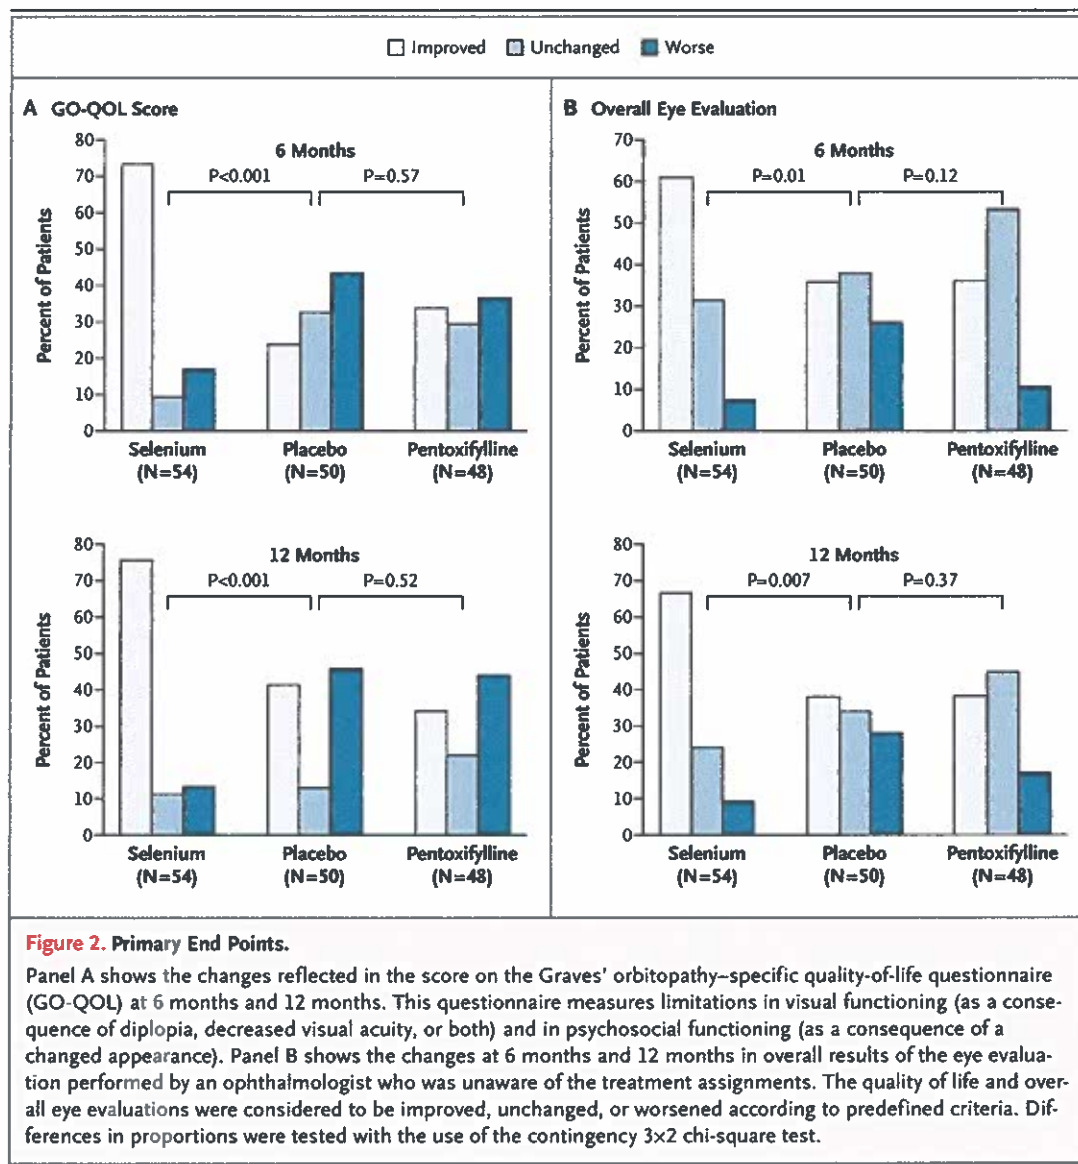 Improved Unchanged Worse
A GO-QOL Score
80
70
60
50
40
30
20
10
0
Percent of Patients
6 Months
P<0.001
P=0.57
Selenium
(N=54)
Placebo
(N=50)
Pentoxifylline
(N=48)
80
70
60
50
40
30
20
10
0
Percent of Patients
12 Months
P<0.001
P=0.52
Selenium
(N=54)
Placebo
(N=50)
Pentoxifylline
(N=48)
B Overall Eye Evaluation
70
60
50
40
30
20
10
0
Percent of Patients
6 Months
P=0.01
P=0.12
Selenium
(N=54)
Placebo
(N=50)
Pentoxifylline
(N=48)
80
70
60
50
40
30
20
10
0
Percent of Patients
12 Months
P=0.007
P=0.37
Selenium
(N=54)
Placebo
(N=50)
Pentoxifylline
(N=48)
Figure 2. Primary End Points.
Panel A shows the changes reflected in the score on the Graves' orbitopathy–specific quality-of-life questionnaire
(GO-QOL) at 6 months and 12 months. This questionnaire measures limitations in visual functioning (as a conse-
quence of diplopia, decreased visual acuity, or both) and in psychosocial functioning (as a consequence of a
changed appearance). Panel B shows the changes at 6 months and 12 months in overall results of the eye evalua-
tion performed by an ophthalmologist who was unaware of the treatment assignments. The quality of life and over-
all eye evaluations were considered to be improved, unchanged, or worsened according to predefined criteria. Dif-
ferences in proportions were tested with the use of the contingency 3×2 chi-square test.